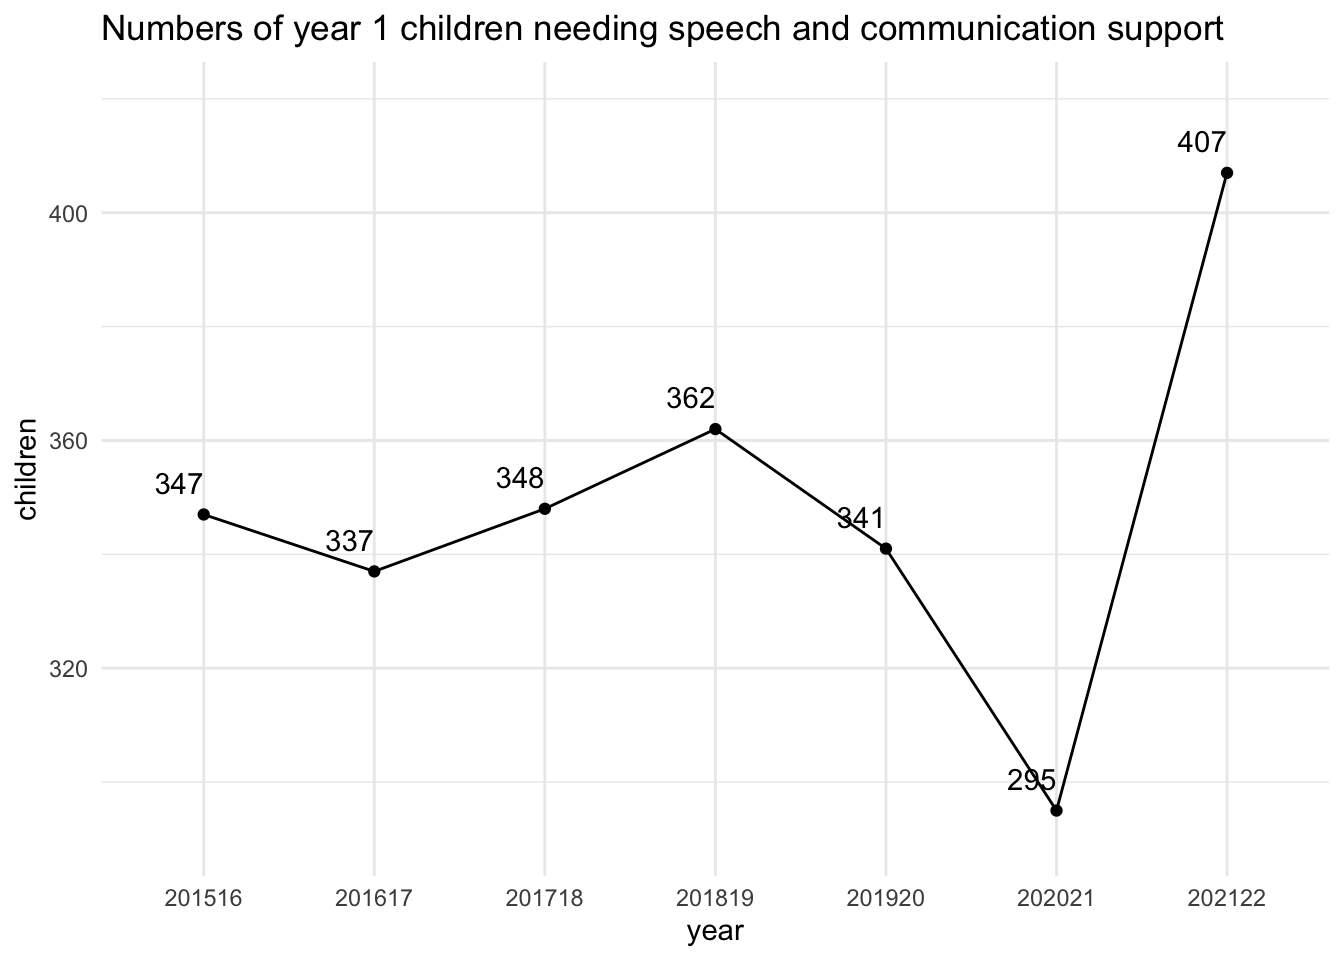 Numbers of year 1 children needing speech and communication support
407
400
362
children
360
347
348
337
341
320
295
201516 201617 201718 201819 201920 202021 202122
year